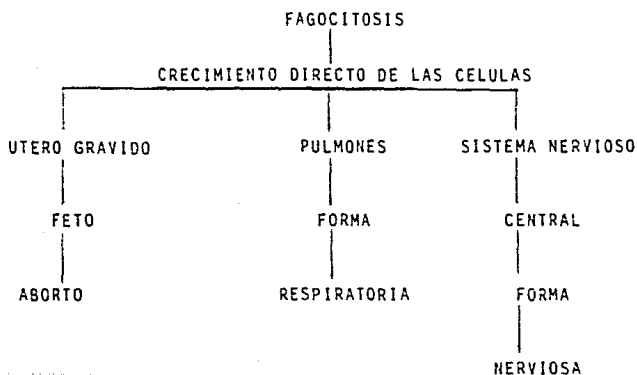 FAGOCITOSIS
CRECIMIENTO DIRECTO DE LAS CELULAS
UTERO GRAVIDO PULMONES SISTEMA NERVIOSO
FETO FORMA CENTRAL
ABORTO RESPIRATORIA FORMA
NERVIOSA